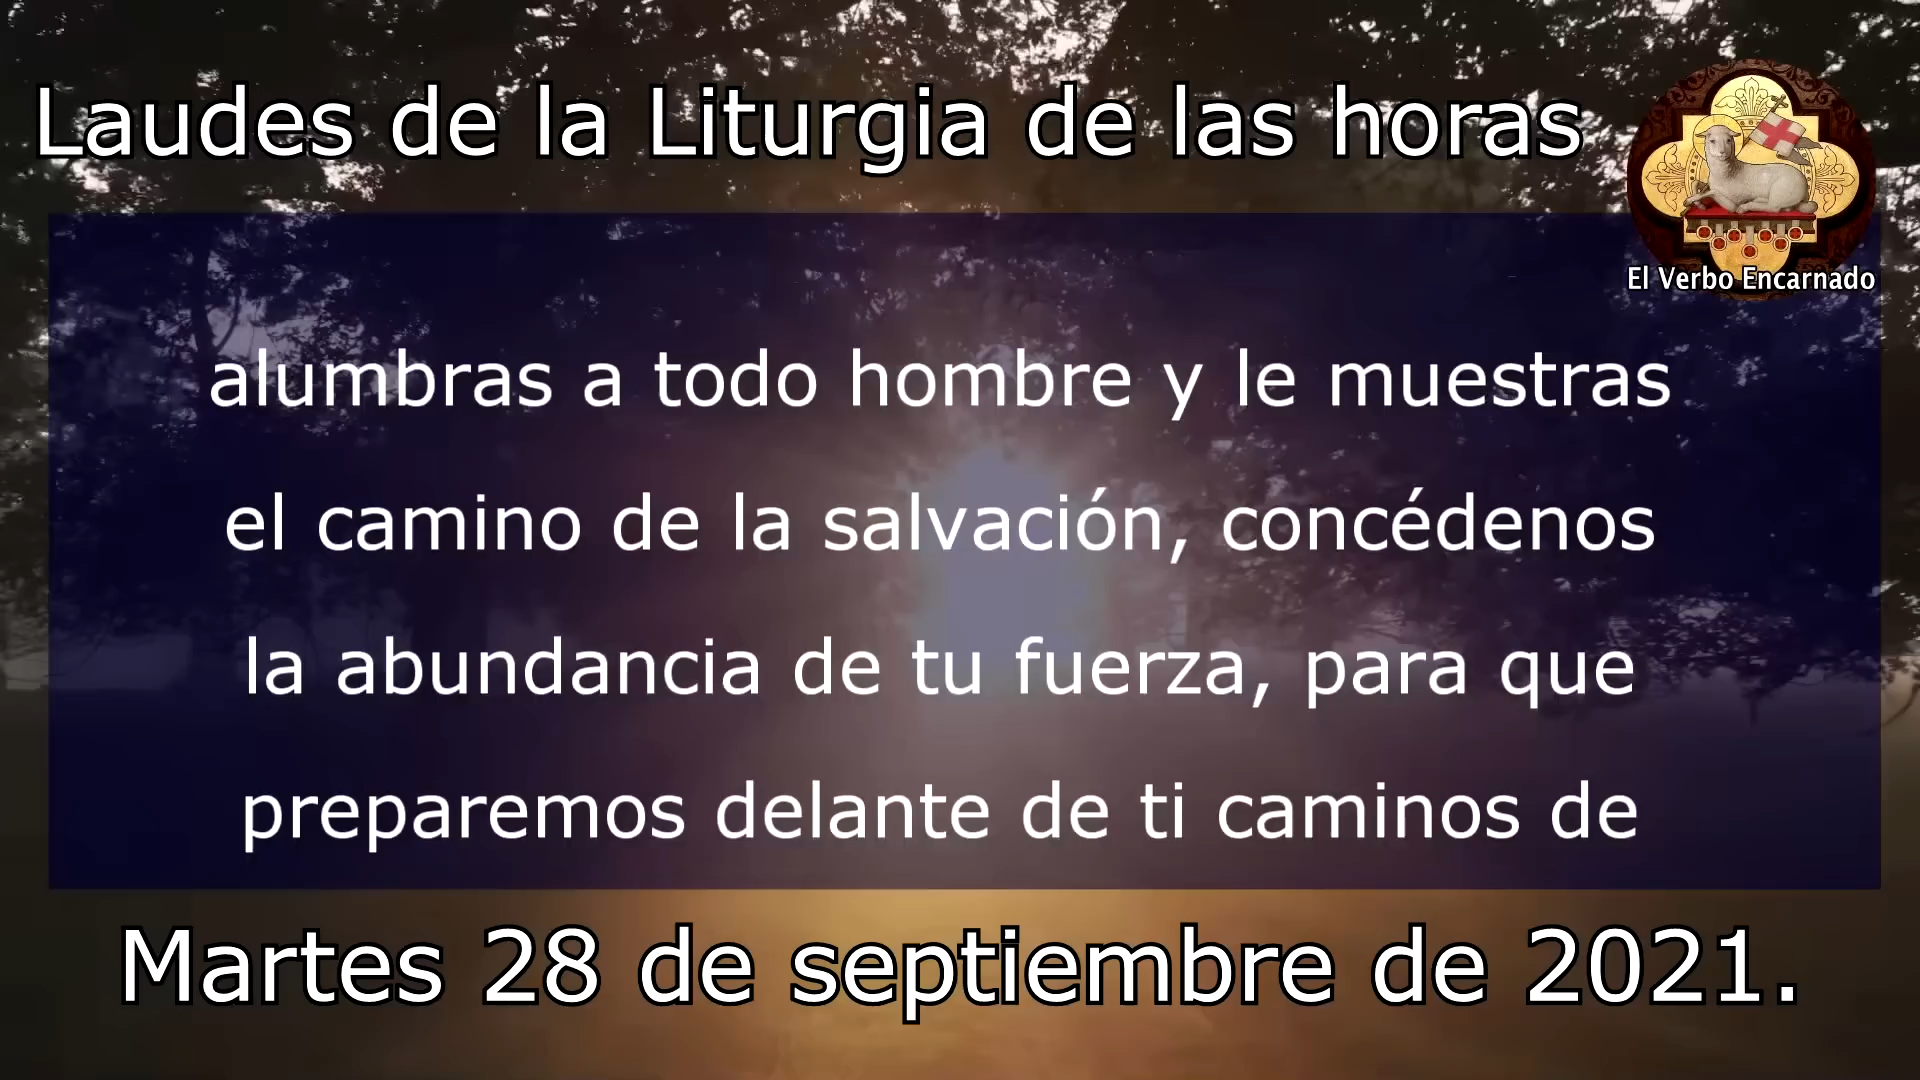 Laudes de la Liturgia de las horas
El Verbo Encarnado
alumbras a todo hombre y le muestras
el camino de la salvación, concédenos
la abundancia de tu fuerza, para que
preparemos delante de ti caminos de
Martes 28 de septiembre de 2021.